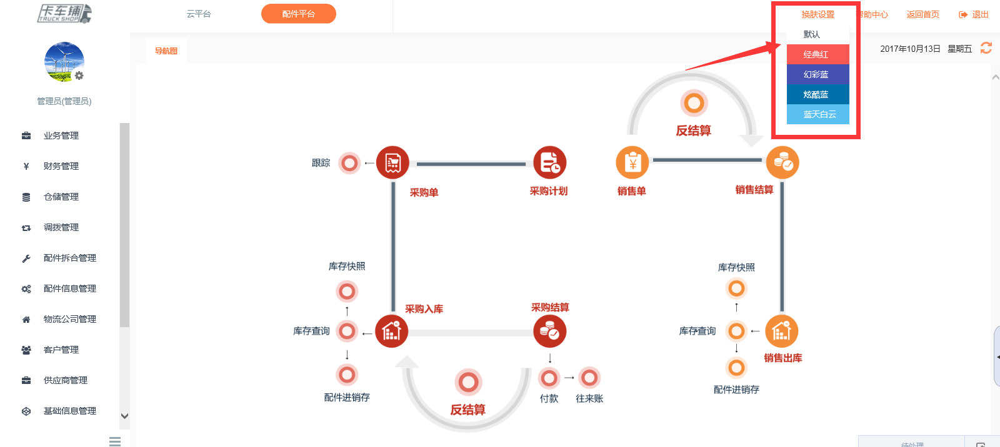 卡车铺
TRUCK SHOP
云平台
配件平台
换肤设置
帮助中心
返回首页
退出
默认
经典红
幻彩蓝
炫酷蓝
蓝天白云
导航图
2017年10月13日 星期五
管理员(管理员)
业务管理
财务管理
仓储管理
调拨管理
配件拆合管理
配件信息管理
物流公司管理
客户管理
供应商管理
基础信息管理
反结算
跟踪
采购单
采购计划
销售单
销售结算
库存快照
采购入库
采购结算
库存查询
配件进销存
反结算
付款
往来账
库存快照
库存查询
销售出库
配件进销存
待处理